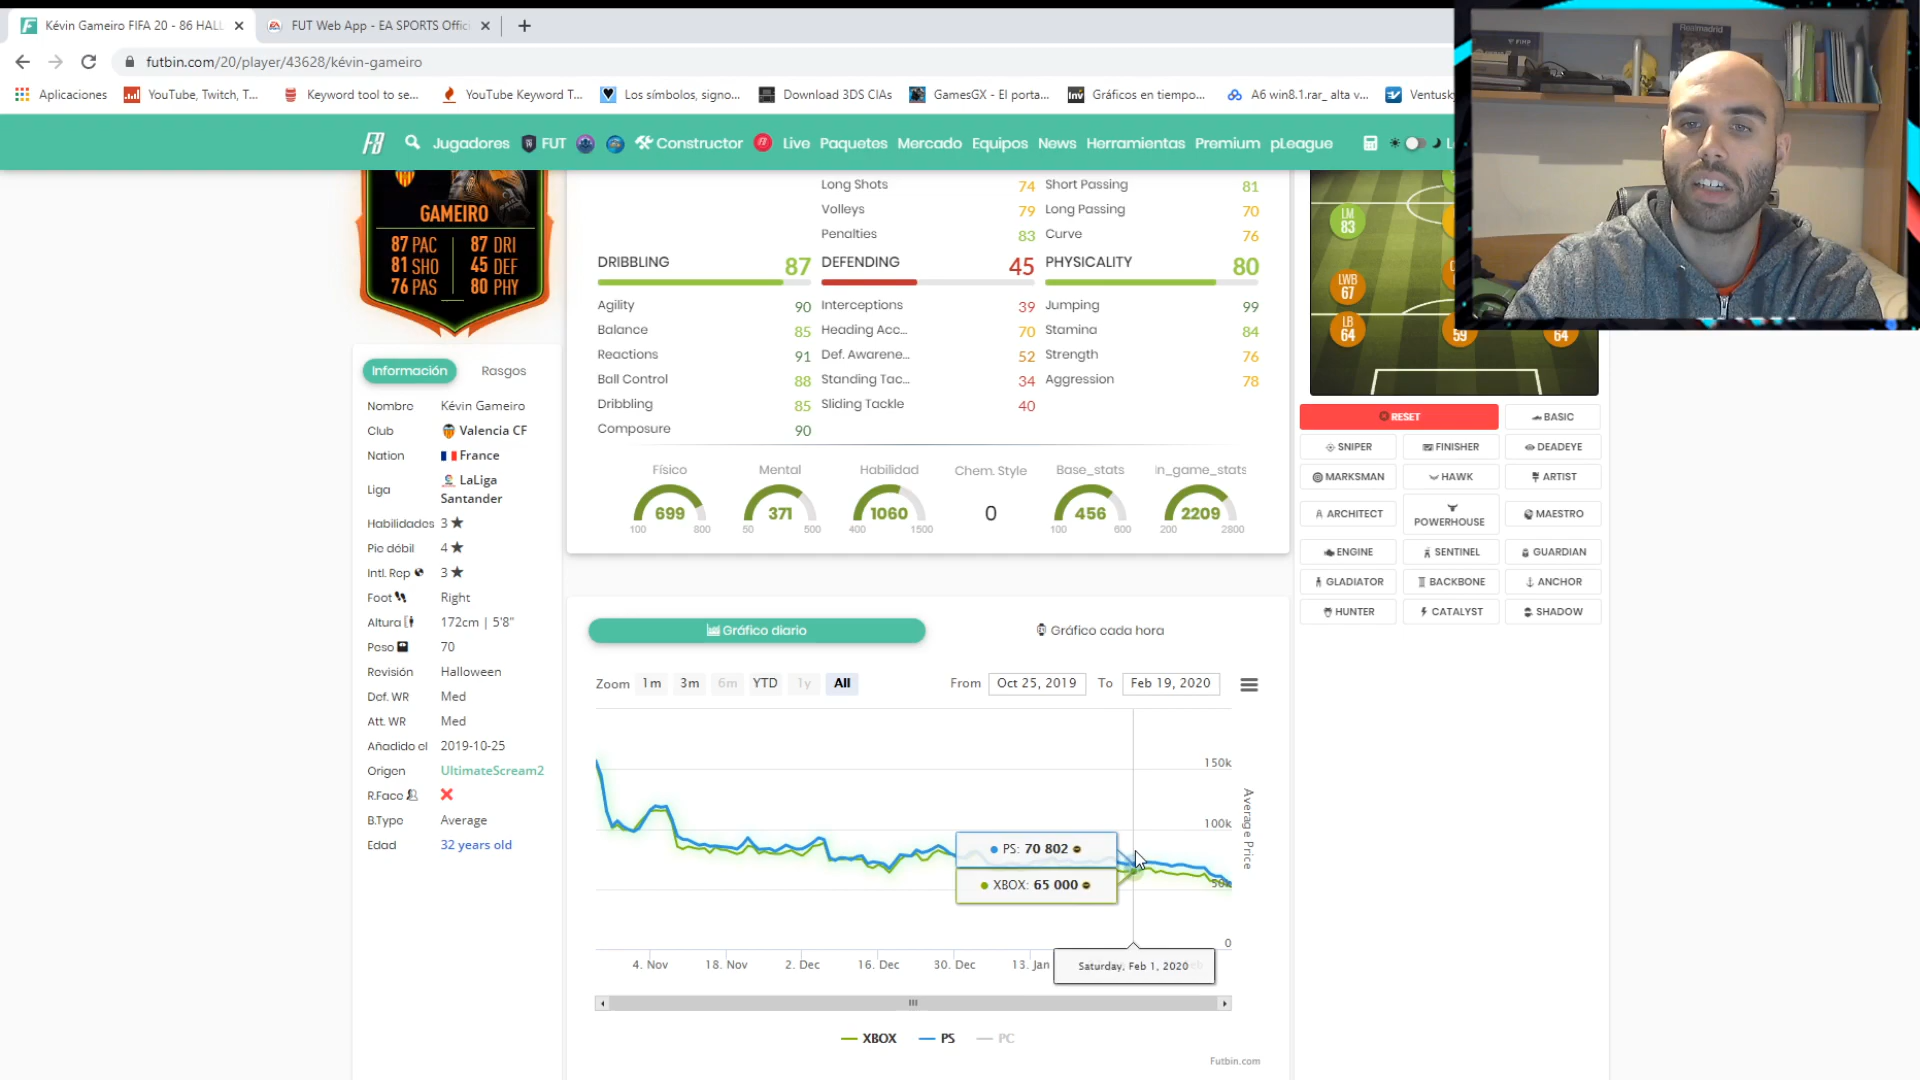 Kévin Gameiro FIFA 20 - 86 HALL
FUT Web App - EA SPORTS Offici
futbin.com/20/player/43628/kévin-gameiro
Aplicaciones
YouTube, Twitch, T...
Keyword tool to se...
YouTube Keyword T...
Los símbolos, signo...
Download 3DS CIAs
GamesGX - El porta...
Inv
Gráficos en tiempo...
A6 win8.1.rar_ alta v...
Ventusky
Jugadores
FUT
Constructor
Live
Paquetes
Mercado
Equipos
News
Herramientas
Premium
pLeague
GAMEIRO
87 PAC
87 DRI
81 SHO
45 DEF
76 PAS
80 PHY
Long Shots 74
Short Passing 81
Volleys 79
Long Passing 70
Penalties 83
Curve 76
DRIBBLING 87
DEFENDING 45
PHYSICALITY 80
Agility 90
Interceptions 39
Jumping 99
Balance 85
Heading Acc... 70
Stamina 84
Reactions 91
Def. Awarene... 52
Strength 76
Ball Control 88
Standing Tac... 34
Aggression 78
Dribbling 85
Sliding Tackle 40
Composure 90
Físico
Mental
Habilidad
Chem. Style
Base_stats
in_game_stats
699
371
1060
0
456
2209
100 800
50 500
400 1500
100 600
200 2800
Información
Rasgos
Nombre Kévin Gameiro
Club Valencia CF
Nation France
Liga LaLiga
Santander
Habilidades 3
Pie débil 4
Intl. Rep 3
Foot Right
Altura 172cm | 5'8"
Peso 70
Revisión Halloween
Def. WR Med
Att. WR Med
Añadido el 2019-10-25
Origen UltimateScream2
R.Face
B.Type Average
Edad 32 years old
LM
83
LWB
67
LB
64
59
64
RESET
BASIC
SNIPER
FINISHER
DEADEYE
MARKSMAN
HAWK
ARTIST
ARCHITECT
POWERHOUSE
MAESTRO
ENGINE
SENTINEL
GUARDIAN
GLADIATOR
BACKBONE
ANCHOR
HUNTER
CATALYST
SHADOW
Gráfico diario
Gráfico cada hora
Zoom 1m 3m 6m YTD 1y All
From Oct 25, 2019 To Feb 19, 2020
150k
100k
50k
0
Average Price
PS: 70 802
XBOX: 65 000
4. Nov
18. Nov
2. Dec
16. Dec
30. Dec
13. Jan
Saturday, Feb 1, 2020
XBOX
PS
PC
Futbin.com